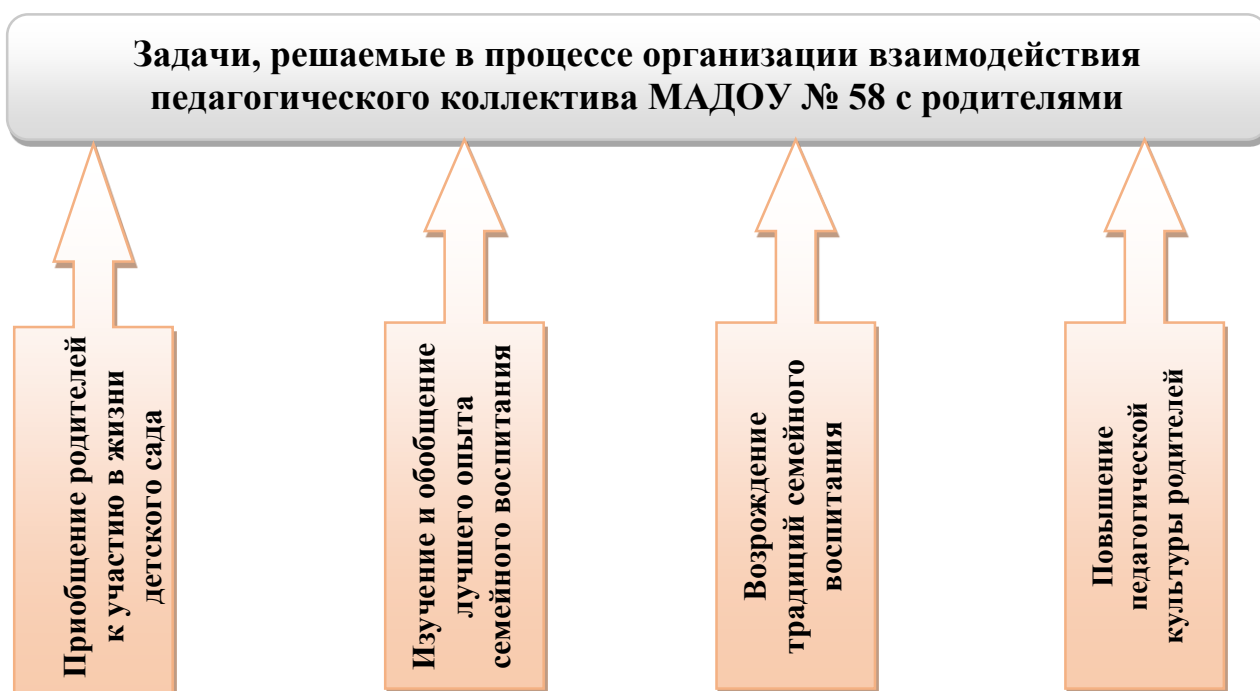 Задачи, решаемые в процессе организации взаимодействия
педагогического коллектива МАДОУ № 58 с родителями
Приобщение родителей
к участию в жизни
детского сада
Изучение и обобщение
лучшего опыта
семейного воспитания
Возрождение
традиций семейного
воспитания
Повышение
педагогической
культуры родителей